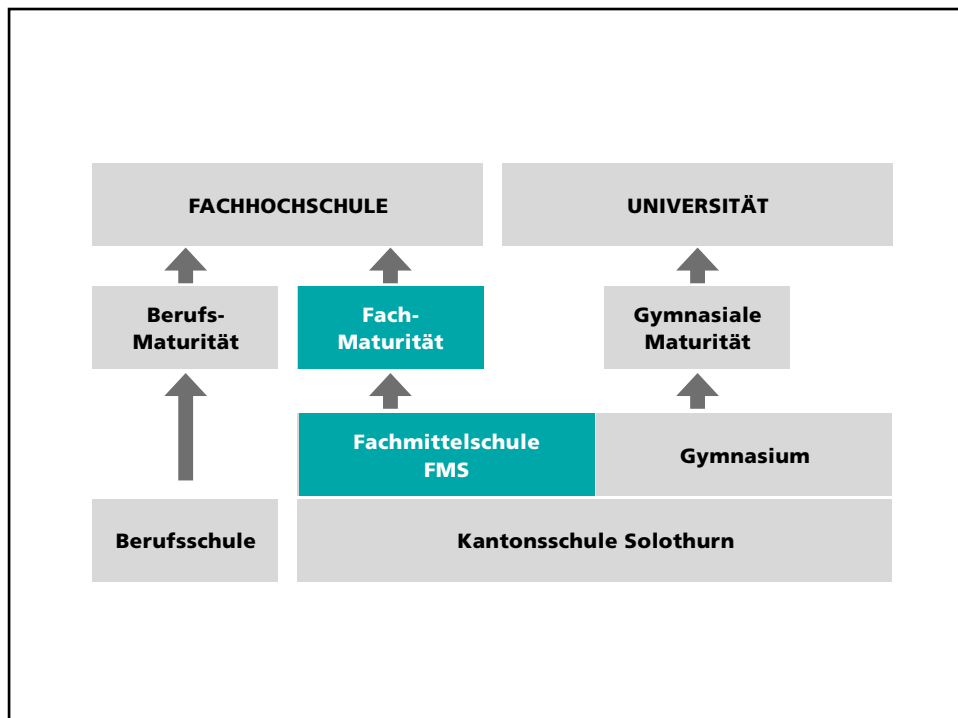 FACHHOCHSCHULE
UNIVERSITÄT
Berufs-
Maturität
Fach-
Maturität
Gymnasiale
Maturität
Fachmittelschule
FMS
Gymnasium
Berufsschule
Kantonsschule Solothurn